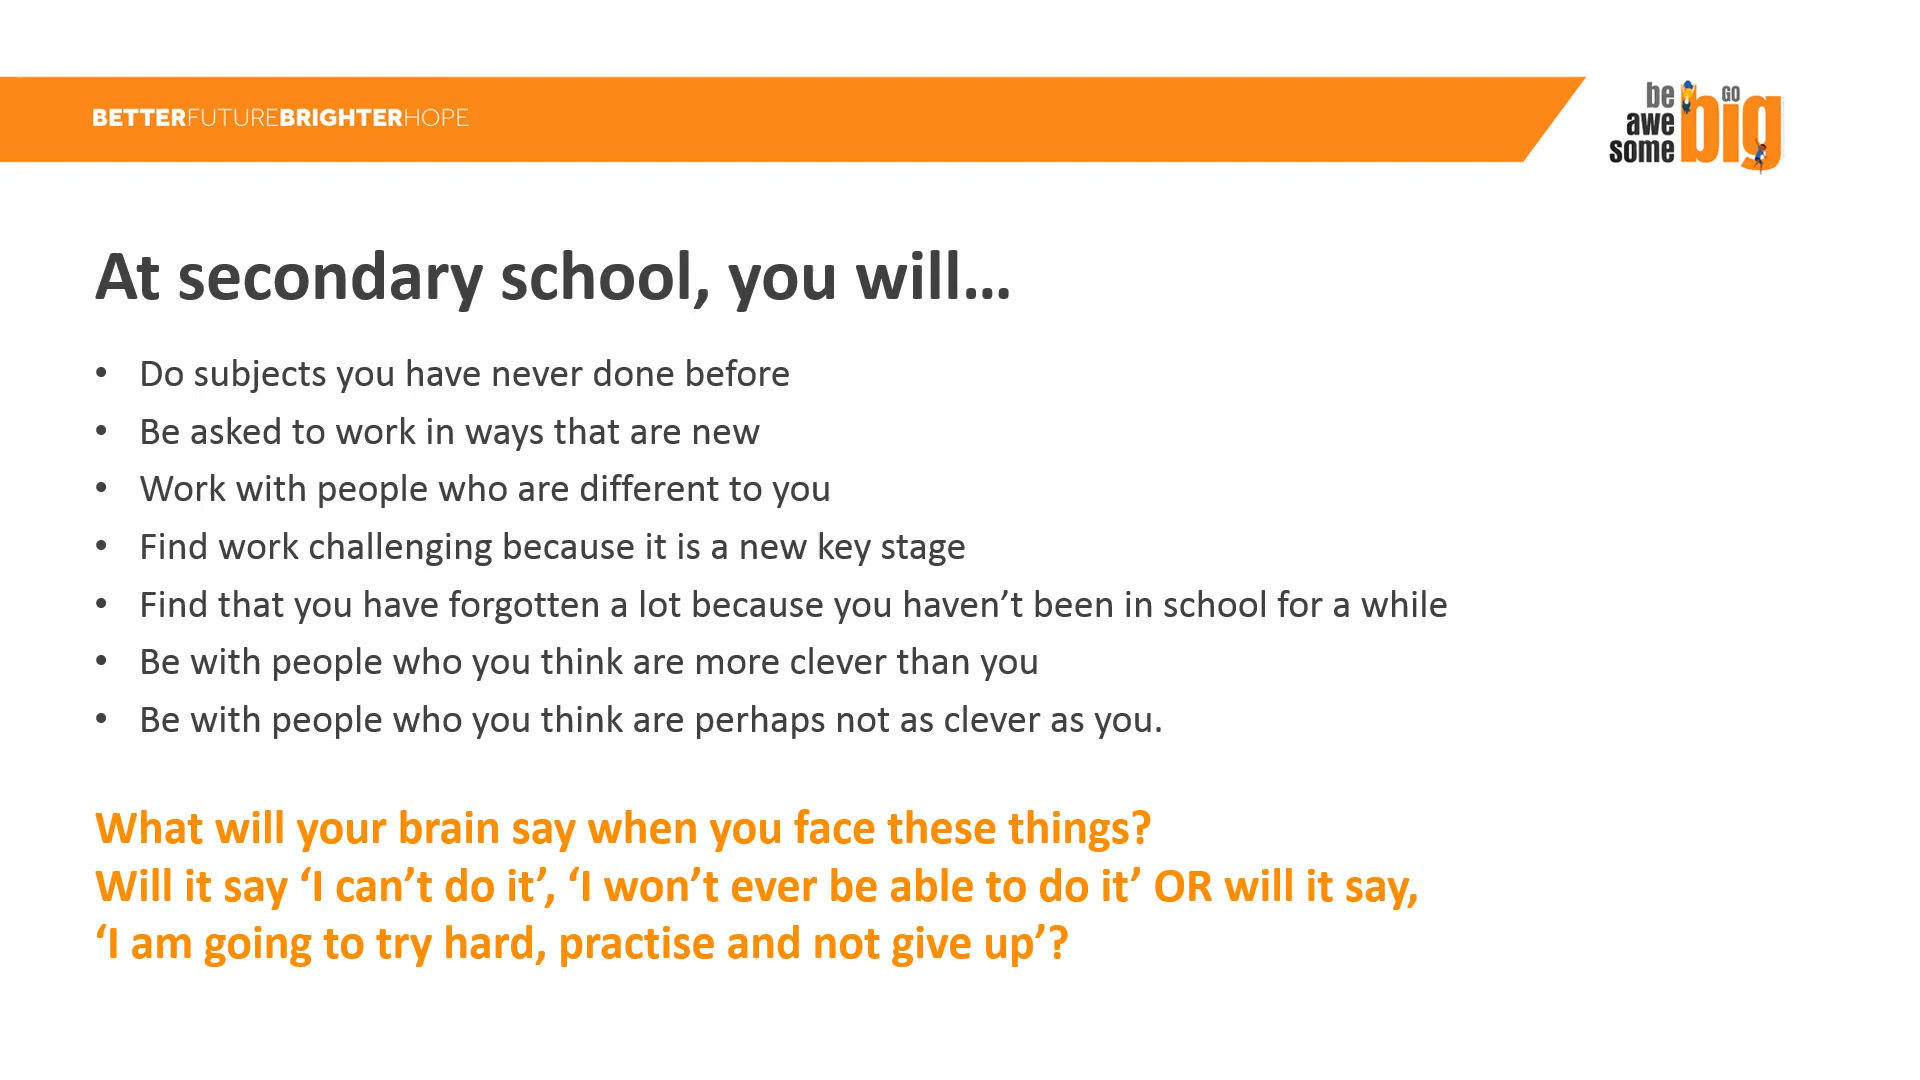 BETTERFUTUREBRIGHTERHOPE
be
awe
some
GO
big
At secondary school, you will…
• Do subjects you have never done before
• Be asked to work in ways that are new
• Work with people who are different to you
• Find work challenging because it is a new key stage
• Find that you have forgotten a lot because you haven’t been in school for a while
• Be with people who you think are more clever than you
• Be with people who you think are perhaps not as clever as you.
What will your brain say when you face these things?
Will it say ‘I can’t do it’, ‘I won’t ever be able to do it’ OR will it say,
‘I am going to try hard, practise and not give up’?